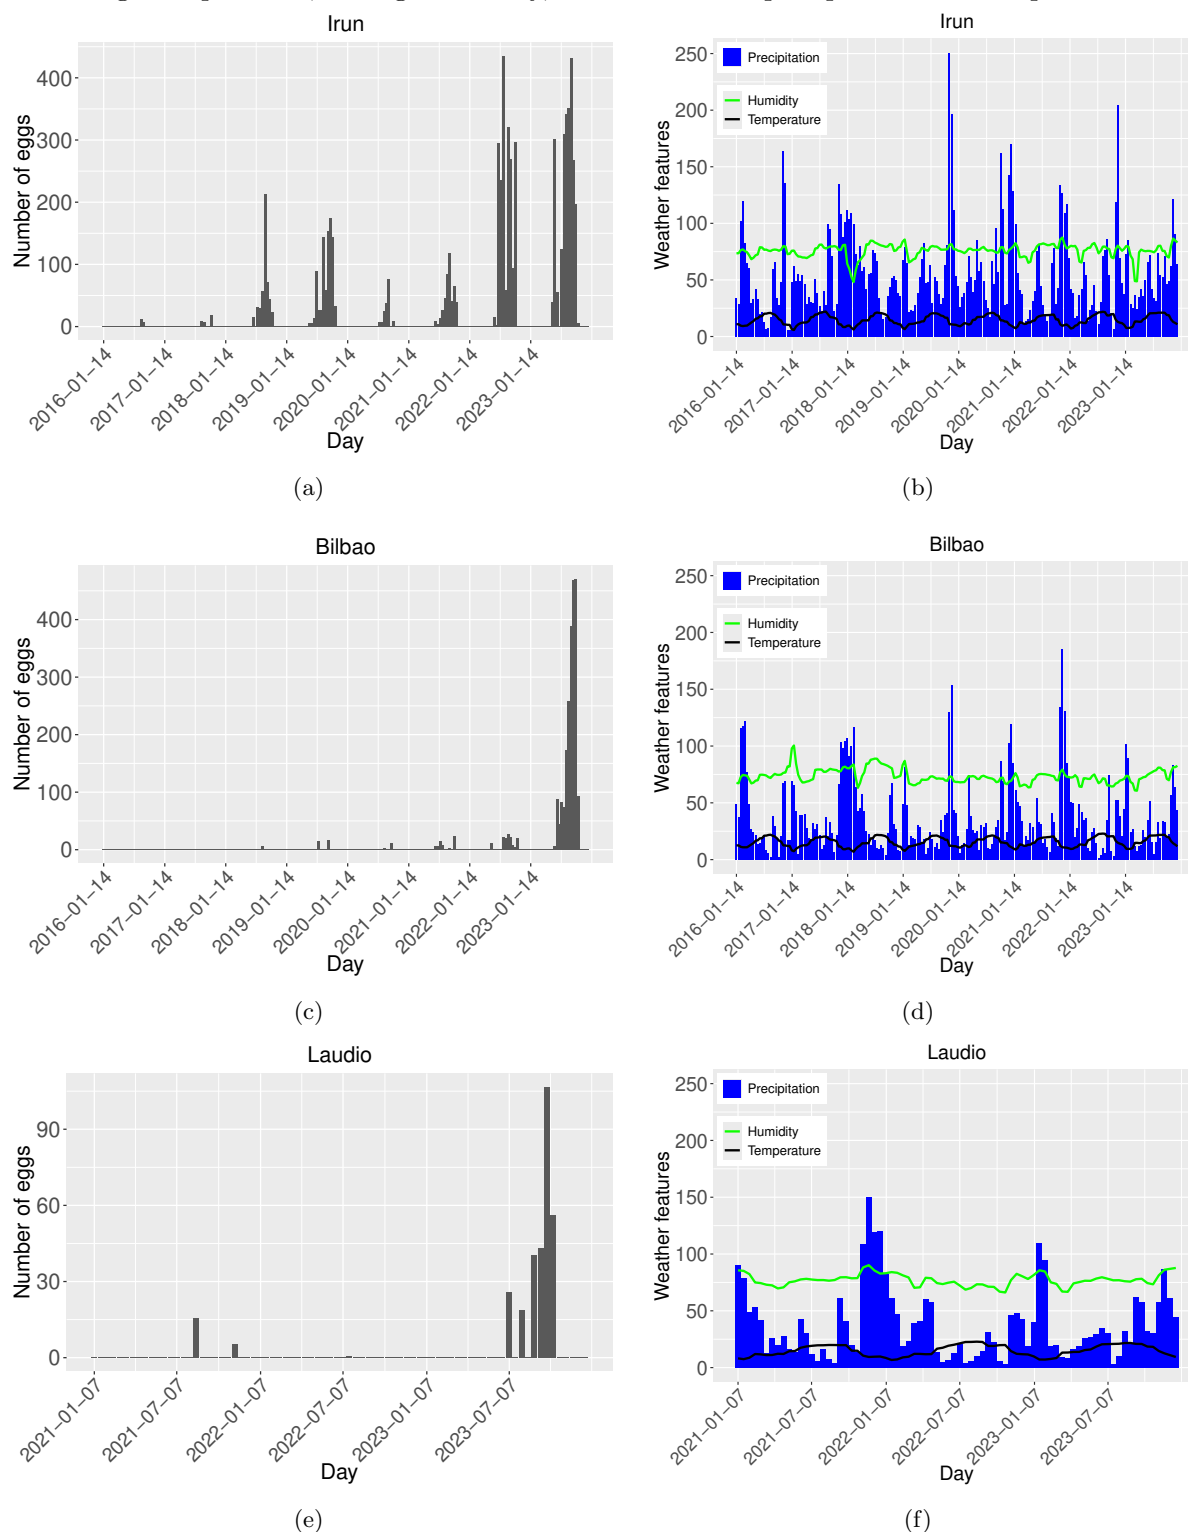 Irun
Number of eggs
400
300
200
100
0
2016−01−14
2017−01−14
2018−01−14
2019−01−14
2020−01−14
2021−01−14
2022−01−14
2023−01−14
Day
(a)
Irun
Weather features
250
200
150
100
50
0
Precipitation
Humidity
Temperature
2016−01−14
2017−01−14
2018−01−14
2019−01−14
2020−01−14
2021−01−14
2022−01−14
2023−01−14
Day
(b)
Bilbao
Number of eggs
400
300
200
100
0
2016−01−14
2017−01−14
2018−01−14
2019−01−14
2020−01−14
2021−01−14
2022−01−14
2023−01−14
Day
(c)
Bilbao
Weather features
250
200
150
100
50
0
Precipitation
Humidity
Temperature
2016−01−14
2017−01−14
2018−01−14
2019−01−14
2020−01−14
2021−01−14
2022−01−14
2023−01−14
Day
(d)
Laudio
Number of eggs
90
60
30
0
2021−01−07
2021−07−07
2022−01−07
2022−07−07
2023−01−07
2023−07−07
Day
(e)
Laudio
Weather features
250
200
150
100
50
0
Precipitation
Humidity
Temperature
2021−01−07
2021−07−07
2022−01−07
2022−07−07
2023−01−07
2023−07−07
Day
(f)